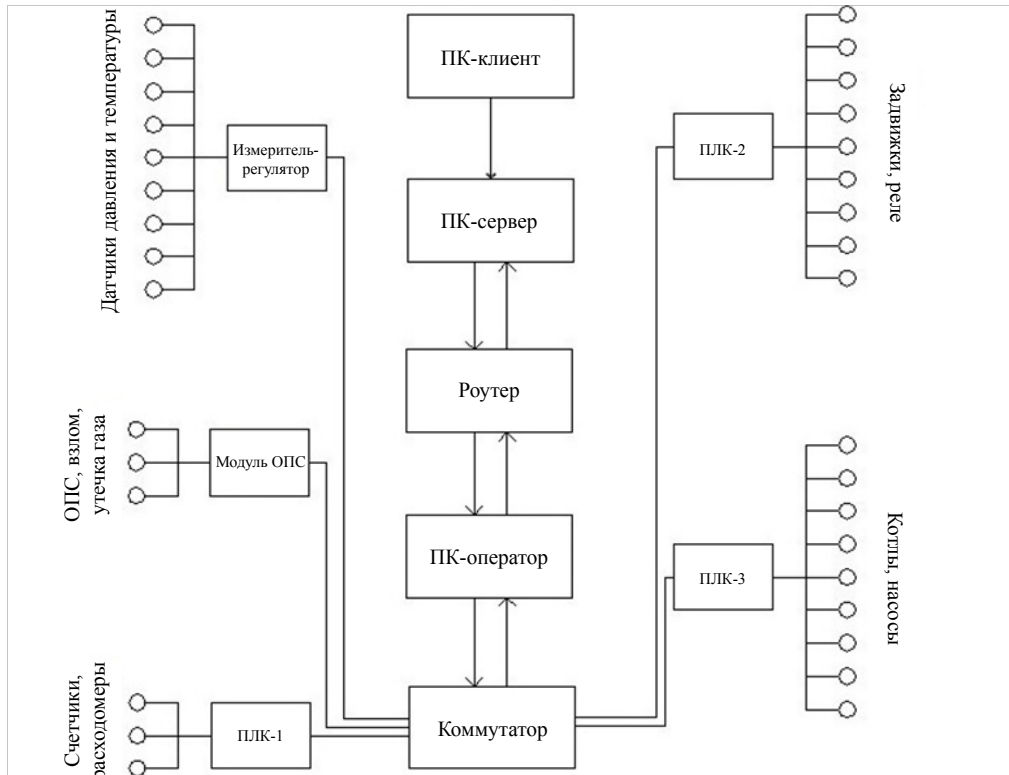 Датчики давления и температуры
Измеритель-
регулятор
ПК-клиент
ПЛК-2
Задвижки, реле
ПК-сервер
Роутер
ОПС, взлом,
утечка газа
Модуль ОПС
ПК-оператор
ПЛК-3
Котлы, насосы
Счетчики,
расходомеры
ПЛК-1
Коммутатор